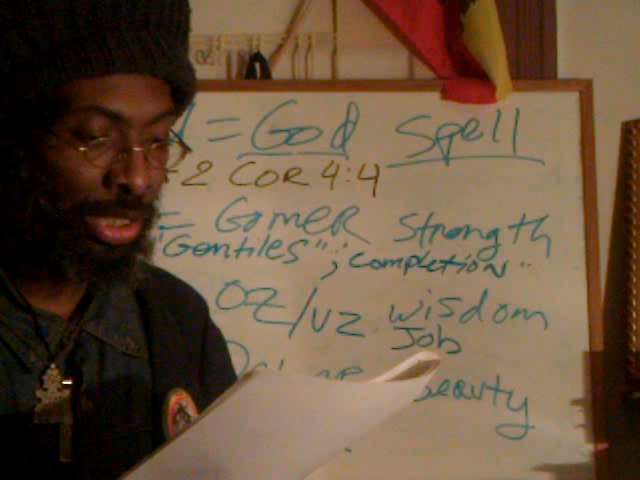 = God Spell
2 COR 4:4
= GOMER Strength
"Gentiles"; completion"
OZ/UZ wisdom
Job
beauty